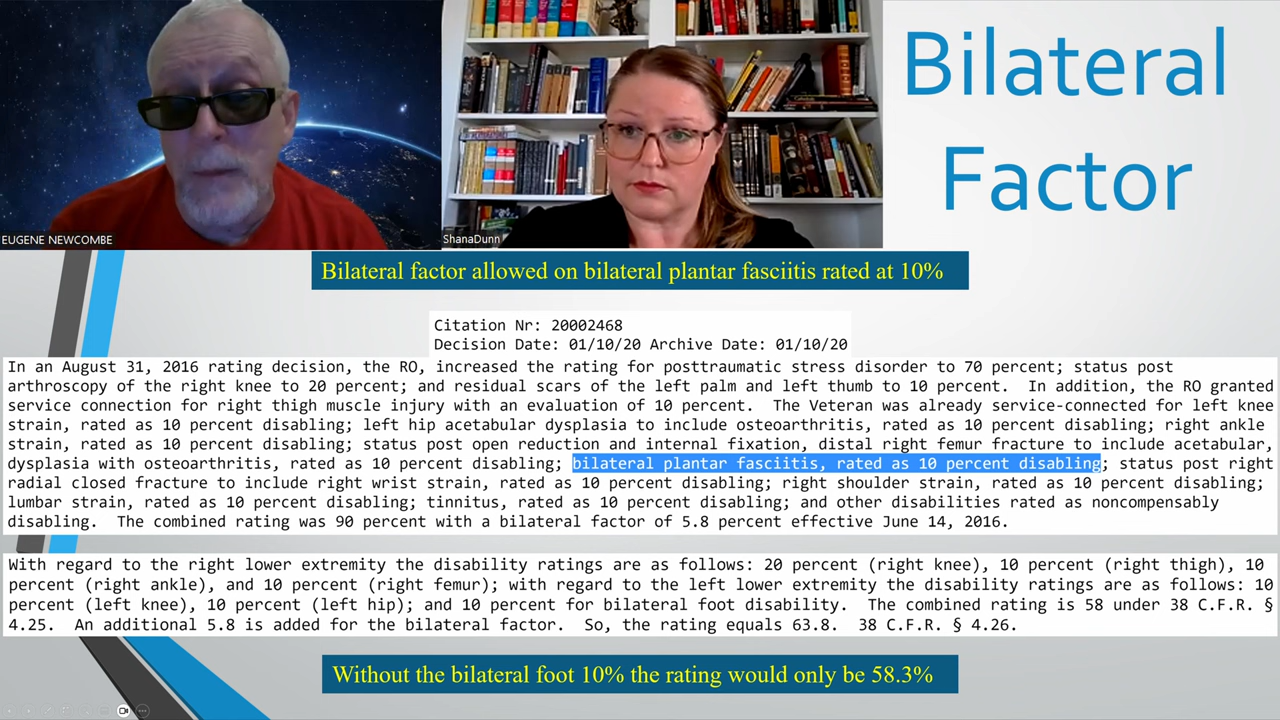 Bilateral
Factor
EUGENE NEWCOMBE
ShanaDunn
Bilateral factor allowed on bilateral plantar fasciitis rated at 10%
Citation Nr: 20002468
Decision Date: 01/10/20 Archive Date: 01/10/20
In an August 31, 2016 rating decision, the RO, increased the rating for posttraumatic stress disorder to 70 percent; status post
arthroscopy of the right knee to 20 percent; and residual scars of the left palm and left thumb to 10 percent.  In addition, the RO granted
service connection for right thigh muscle injury with an evaluation of 10 percent.  The Veteran was already service-connected for left knee
strain, rated as 10 percent disabling; left hip acetabular dysplasia to include osteoarthritis, rated as 10 percent disabling; right ankle
strain, rated as 10 percent disabling; status post open reduction and internal fixation, distal right femur fracture to include acetabular,
dysplasia with osteoarthritis, rated as 10 percent disabling; bilateral plantar fasciitis, rated as 10 percent disabling; status post right
radial closed fracture to include right wrist strain, rated as 10 percent disabling; right shoulder strain, rated as 10 percent disabling;
lumbar strain, rated as 10 percent disabling; tinnitus, rated as 10 percent disabling; and other disabilities rated as noncompensably
disabling.  The combined rating was 90 percent with a bilateral factor of 5.8 percent effective June 14, 2016.
With regard to the right lower extremity the disability ratings are as follows: 20 percent (right knee), 10 percent (right thigh), 10
percent (right ankle), and 10 percent (right femur); with regard to the left lower extremity the disability ratings are as follows: 10
percent (left knee), 10 percent (left hip); and 10 percent for bilateral foot disability.  The combined rating is 58 under 38 C.F.R. §
4.25.  An additional 5.8 is added for the bilateral factor.  So, the rating equals 63.8.  38 C.F.R. § 4.26.
Without the bilateral foot 10% the rating would only be 58.3%